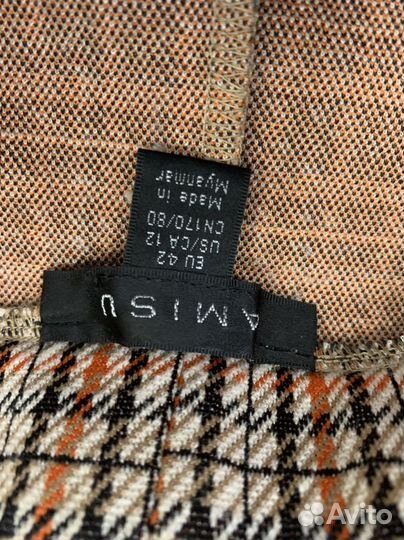 AMISU
EU 42
US/CA 12
CN170/80
Made in
Myanmar
Avito